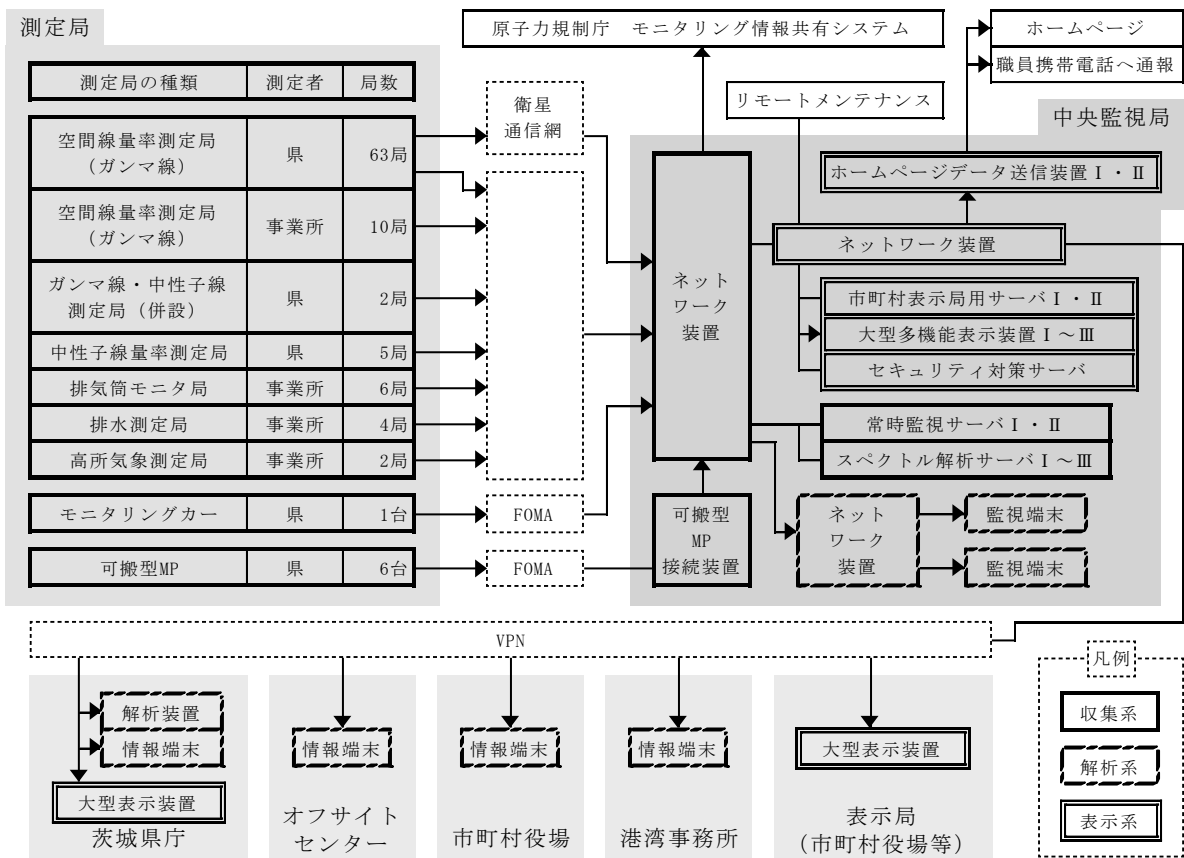 測定局
測定局の種類 測定者 局数
空間線量率測定局
(ガンマ線)
県 63局
空間線量率測定局
(ガンマ線)
事業所 10局
ガンマ線・中性子線
測定局(併設)
県 2局
中性子線量率測定局 県 5局
排気筒モニタ局 事業所 6局
排水測定局 事業所 4局
高所気象測定局 事業所 2局
モニタリングカー 県 1台
可搬型MP 県 6台
衛星
通信網
FOMA
FOMA
原子力規制庁 モニタリング情報共有システム
ホームページ
職員携帯電話へ通報
リモートメンテナンス
中央監視局
ホームページデータ送信装置Ⅰ・Ⅱ
ネットワーク装置
ネット
ワーク
装置
市町村表示局用サーバⅠ・Ⅱ
大型多機能表示装置Ⅰ～Ⅲ
セキュリティ対策サーバ
常時監視サーバⅠ・Ⅱ
スペクトル解析サーバⅠ～Ⅲ
可搬型
MP
接続装置
ネット
ワーク
装置
監視端末
監視端末
VPN
解析装置
情報端末
大型表示装置
茨城県庁
情報端末
オフサイト
センター
情報端末
市町村役場
情報端末
港湾事務所
大型表示装置
表示局
(市町村役場等)
凡例
収集系
解析系
表示系